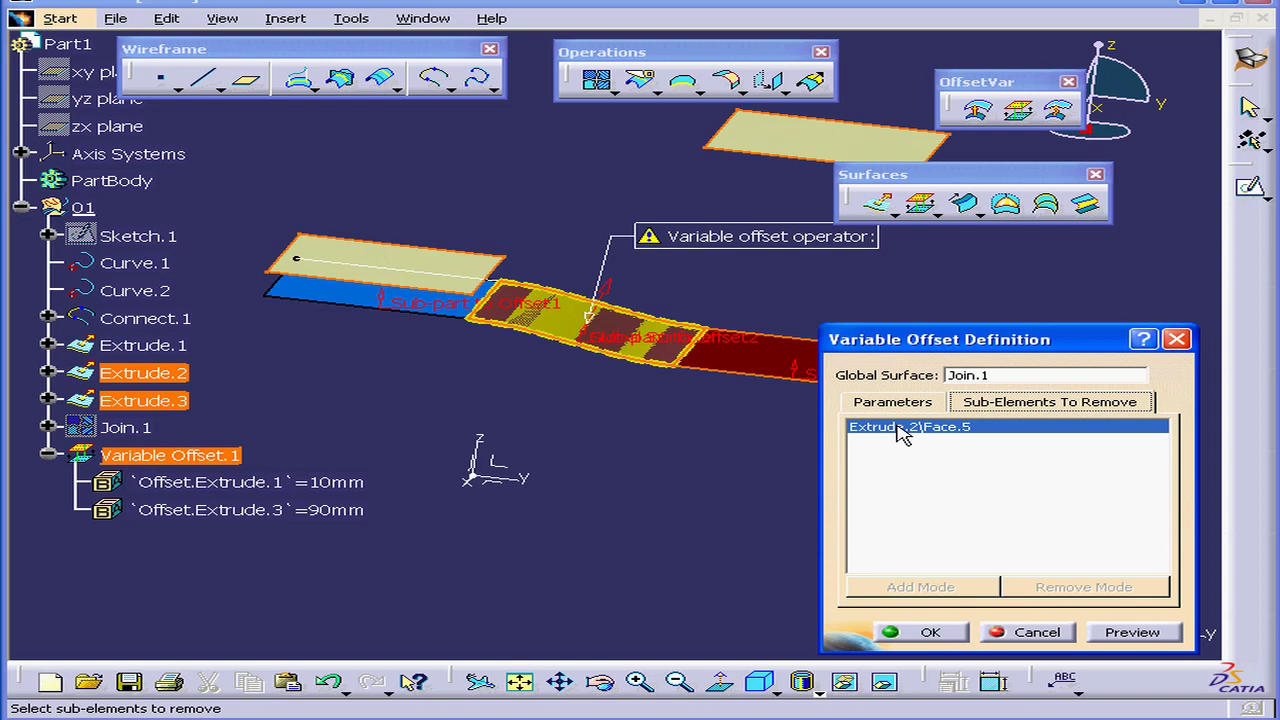 Start File Edit View Insert Tools Window Help
Part1
Wireframe
Operations
OffsetVar
Surfaces
xy pl
yz plane
zx plane
Axis Systems
PartBody
01
Sketch.1
Curve.1
Curve.2
Connect.1
Extrude.1
Extrude.2
Extrude.3
Join.1
Variable Offset.1
`Offset.Extrude.1`=10mm
`Offset.Extrude.3`=90mm
z
y
x
Variable offset operator:
Sub-part to Offset1
z
y
x
Variable Offset Definition
Global Surface: Join.1
Parameters Sub-Elements To Remove
Extrude.2\Face.5
Add Mode Remove Mode
OK Cancel Preview
y
ABC
CATIA
Select sub-elements to remove